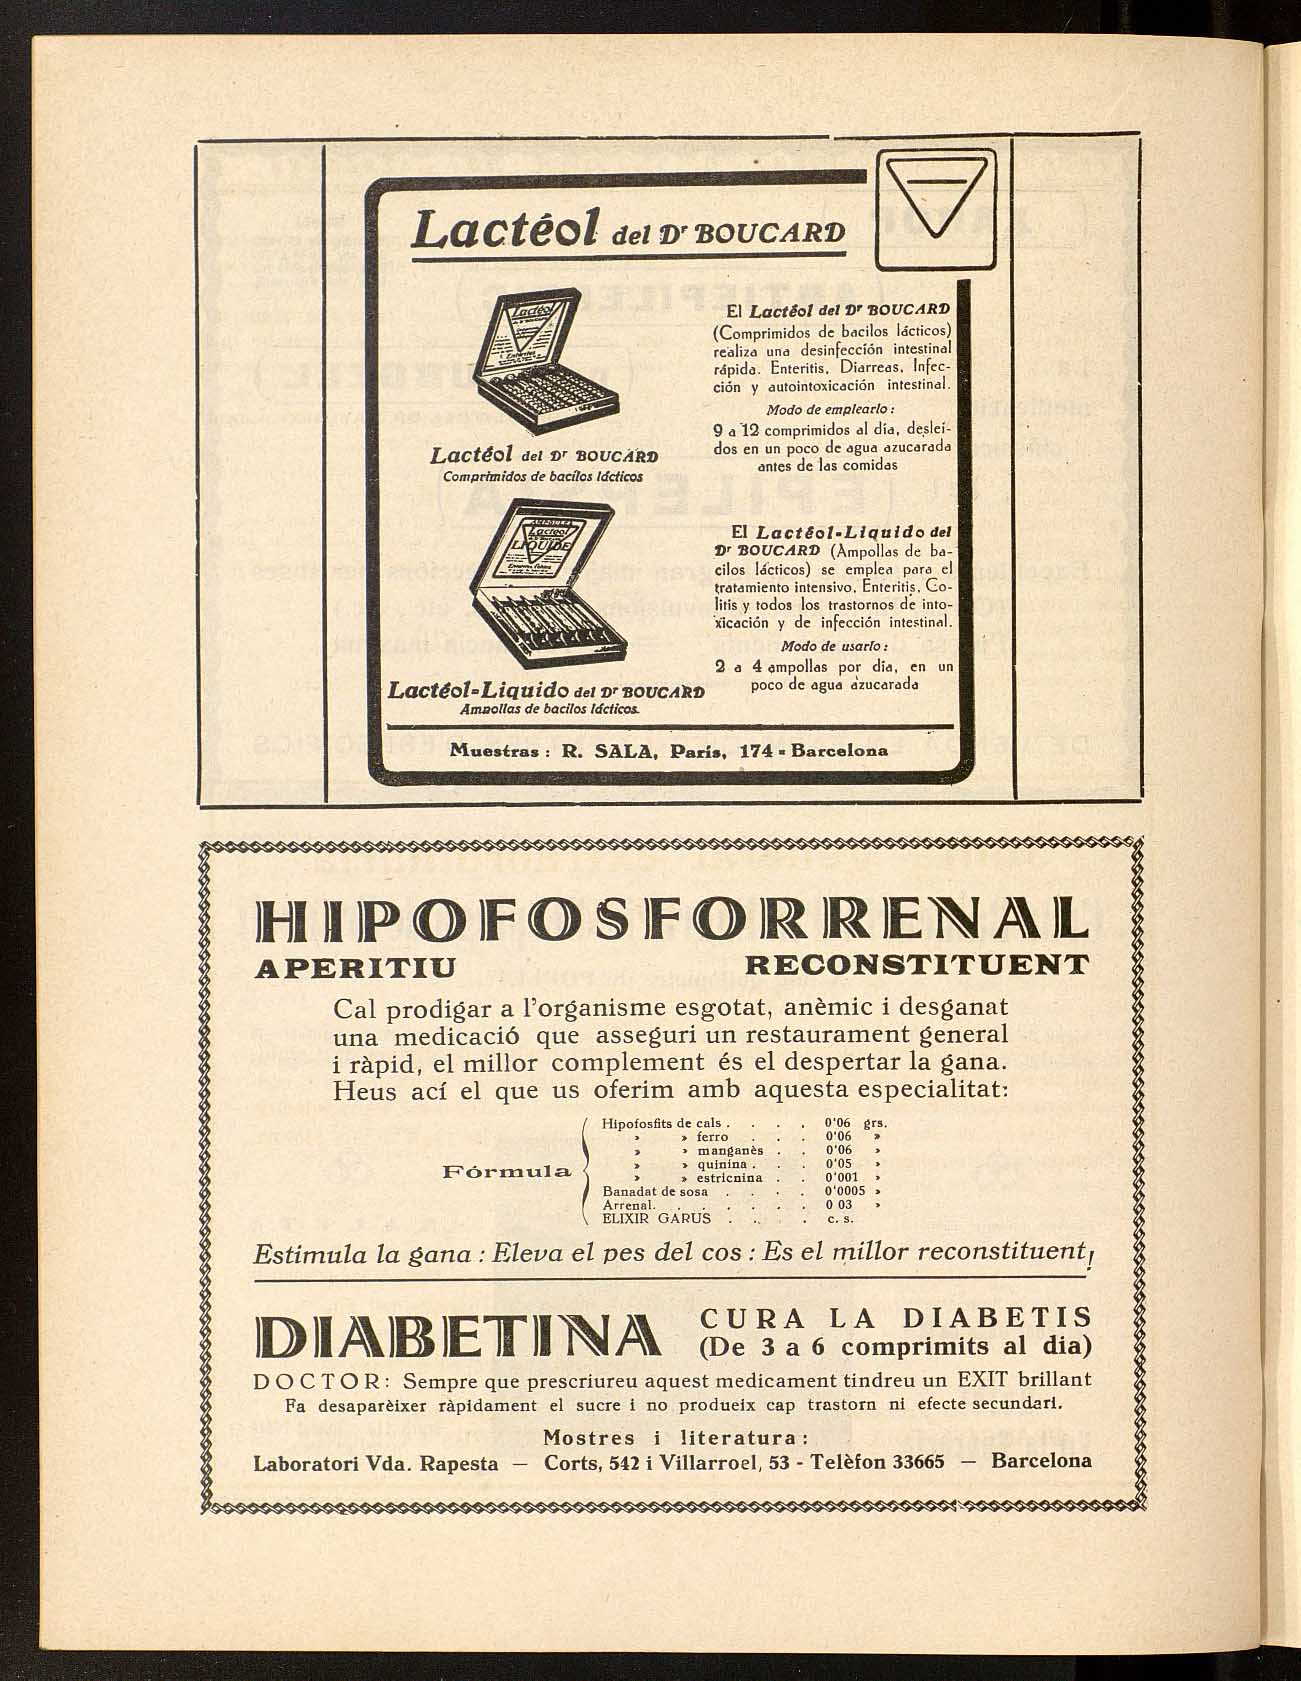 Lactéol del Dr BOUCARD
Lactéol
El Lactéol del Dr BOUCARD
(Comprimidos de bacilos lácticos)
realiza una desinfección intestinal
rápida. Enteritis, Diarreas, Infec-
ción y autointoxicación intestinal.
Modo de emplearlo:
9 a 12 comprimidos al día, desleí-
dos en un poco de agua azucarada
antes de las comidas
Lactéol del Dr BOUCARD
Comprimidos de bacilos lácticos
AMPOULES
Lactéol
LIQUIDE
El Lactéol-Liquido del
Dr BOUCARD (Ampollas de ba-
cilos lácticos) se emplea para el
tratamiento intensivo, Enteritis, Co-
litis y todos los trastornos de into-
xicación y de infección intestinal.
Modo de usarlo:
2 a 4 ampollas por día, en un
poco de agua azucarada
Lactéol-Liquido del Dr BOUCARD
Ampollas de bacilos lácticos.
Muestras: R. SALA, París, 174 - Barcelona
HIPOFOSFORRENAL
APERITIU RECONSTITUENT
Cal prodigar a l'organisme esgotat, anèmic i desganat
una medicació que asseguri un restaurament general
i ràpid, el millor complement és el despertar la gana.
Heus ací el que us oferim amb aquesta especialitat:
Fórmula
Hipofosfits de cals . . . . 0'06 grs.
» » ferro . . . 0'06 »
» » manganès . . 0'06 »
» » quinina . . . 0'05 »
» » estricnina . . 0'001 »
Banadat de sosa . . . . 0'0005 »
Arrenal. . . . . . . 0 03 »
ELIXIR GARUS . . . . c. s.
Estimula la gana : Eleva el pes del cos : Es el millor reconstituent!
DIABETINA
CURA LA DIABETIS
(De 3 a 6 comprimits al dia)
DOCTOR: Sempre que prescriureu aquest medicament tindreu un EXIT brillant
Fa desaparèixer ràpidament el sucre i no produeix cap trastorn ni efecte secundari.
Mostres i literatura:
Laboratori Vda. Rapesta — Corts, 542 i Villarroel, 53 - Telèfon 33665 — Barcelona